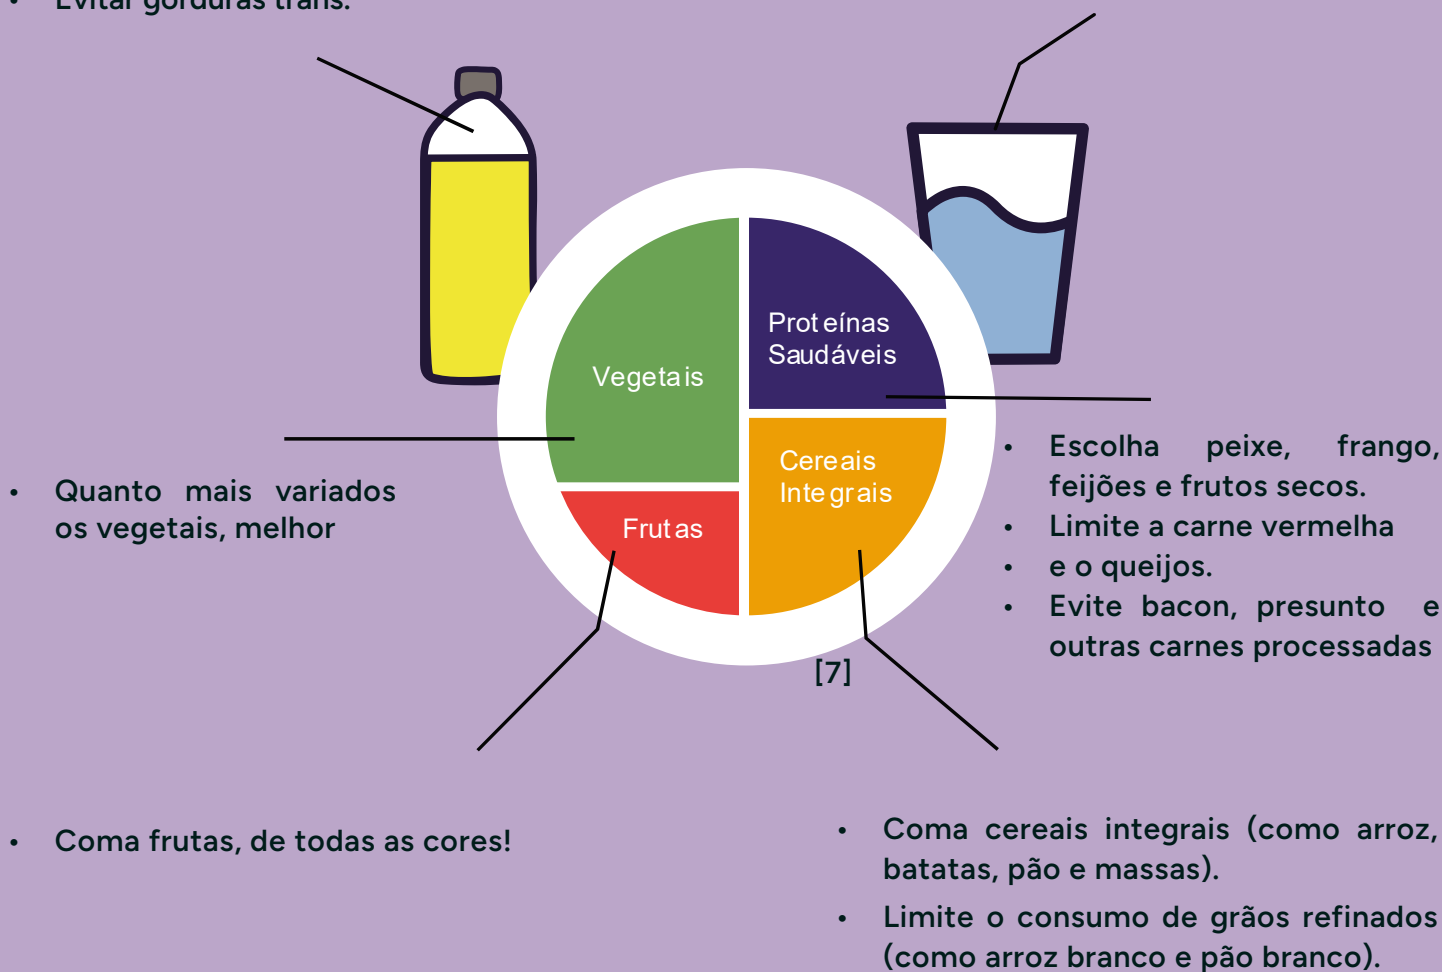 • Evitar gorduras trans.
Proteínas
Saudáveis
Vegetais
Cereais
Integrais
Frutas
• Quanto mais variados
os vegetais, melhor
• Escolha peixe, frango,
feijões e frutos secos.
• Limite a carne vermelha
• e o queijos.
• Evite bacon, presunto e
outras carnes processadas
[7]
• Coma frutas, de todas as cores!
• Coma cereais integrais (como arroz,
batatas, pão e massas).
• Limite o consumo de grãos refinados
(como arroz branco e pão branco).